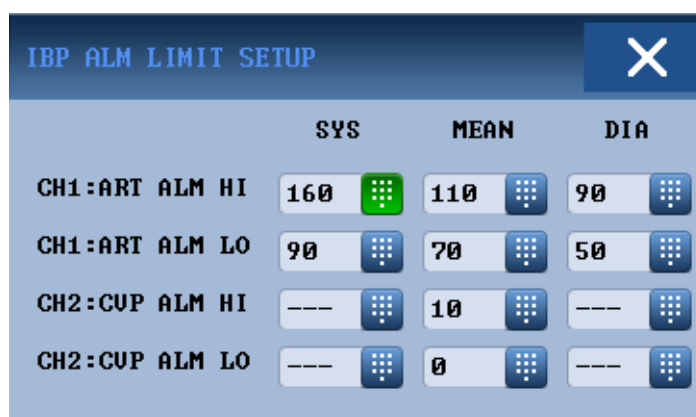 IBP ALM LIMIT SETUP
SYS MEAN DIA
CH1:ART ALM HI 160 110 90
CH1:ART ALM LO 90 70 50
CH2:CVP ALM HI --- 10 ---
CH2:CVP ALM LO --- 0 ---